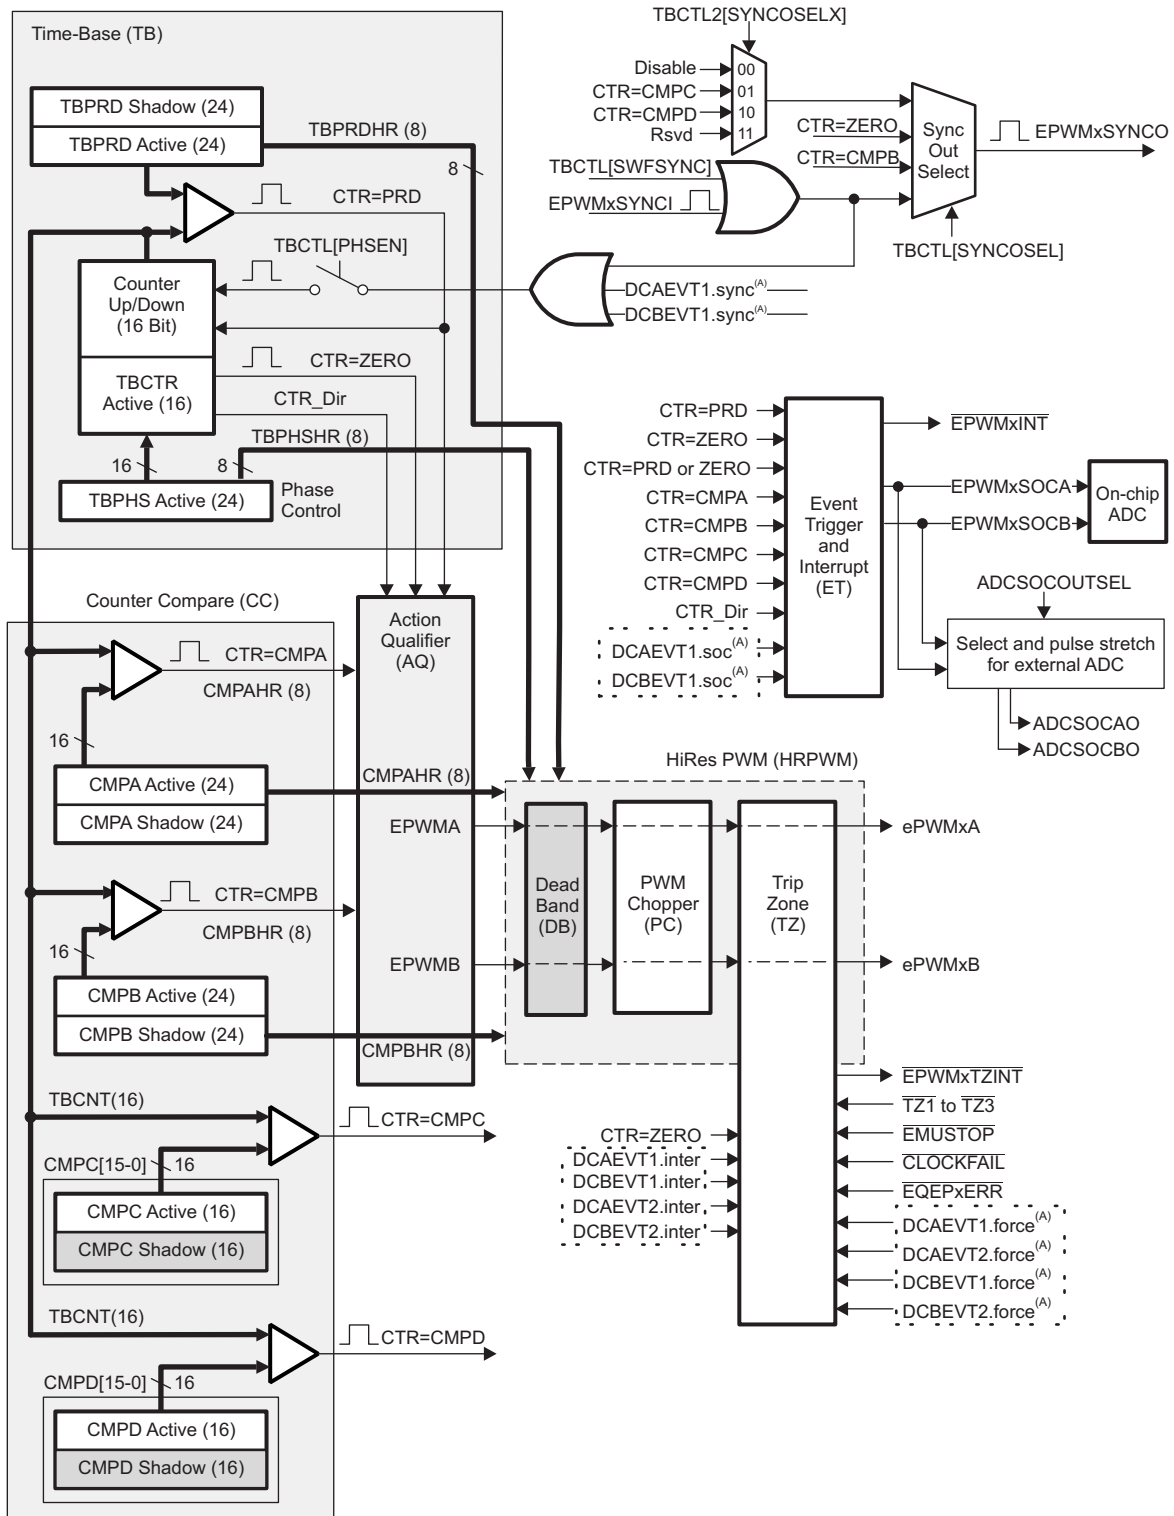 TBCTL2[SYNCOSELX]
Time-Base (TB)
Disable
00
CTR=CMPC
01
CTR=CMPD
10
Rsvd
11
TBPRD Shadow (24)
TBPRD Active (24)
TBPRDHR (8)
8
CTR=ZERO
CTR=CMPB
Sync
Out
Select
EPWMxSYNCO
TBCTL[SWFSYNC]
EPWMxSYNCI
TBCTL[SYNCOSEL]
CTR=PRD
TBCTL[PHSEN]
DCAEVT1.sync(A)
DCBEVT1.sync(A)
Counter
Up/Down
(16 Bit)
TBCTR
Active (16)
CTR=ZERO
CTR_Dir
TBPHSHR (8)
16
8
TBPHS Active (24)
Phase
Control
CTR=PRD
CTR=ZERO
CTR=PRD or ZERO
CTR=CMPA
CTR=CMPB
CTR=CMPC
CTR=CMPD
CTR_Dir
DCAEVT1.soc(A)
DCBEVT1.soc(A)
Event
Trigger
and
Interrupt
(ET)
EPWMxINT
EPWMxSOCA
EPWMxSOCB
On-chip
ADC
ADCSOCOUTSEL
Select and pulse stretch
for external ADC
ADCSOCAO
ADCSOCBO
Counter Compare (CC)
Action
Qualifier
(AQ)
CTR=CMPA
CMPAHR (8)
16
CMPA Active (24)
CMPA Shadow (24)
CMPAHR (8)
EPWMA
CTR=CMPB
CMPBHR (8)
16
EPWMB
CMPB Active (24)
CMPB Shadow (24)
CMPBHR (8)
HiRes PWM (HRPWM)
Dead
Band
(DB)
PWM
Chopper
(PC)
Trip
Zone
(TZ)
ePWMxA
ePWMxB
EPWMxTZINT
TZ1 to TZ3
EMUSTOP
CLOCKFAIL
EQEPxERR
DCAEVT1.force(A)
DCAEVT2.force(A)
DCBEVT1.force(A)
DCBEVT2.force(A)
CTR=ZERO
DCAEVT1.inter
DCBEVT1.inter
DCAEVT2.inter
DCBEVT2.inter
TBCNT(16)
CTR=CMPC
CMPC[15-0]
16
CMPC Active (16)
CMPC Shadow (16)
TBCNT(16)
CTR=CMPD
CMPD[15-0]
16
CMPD Active (16)
CMPD Shadow (16)